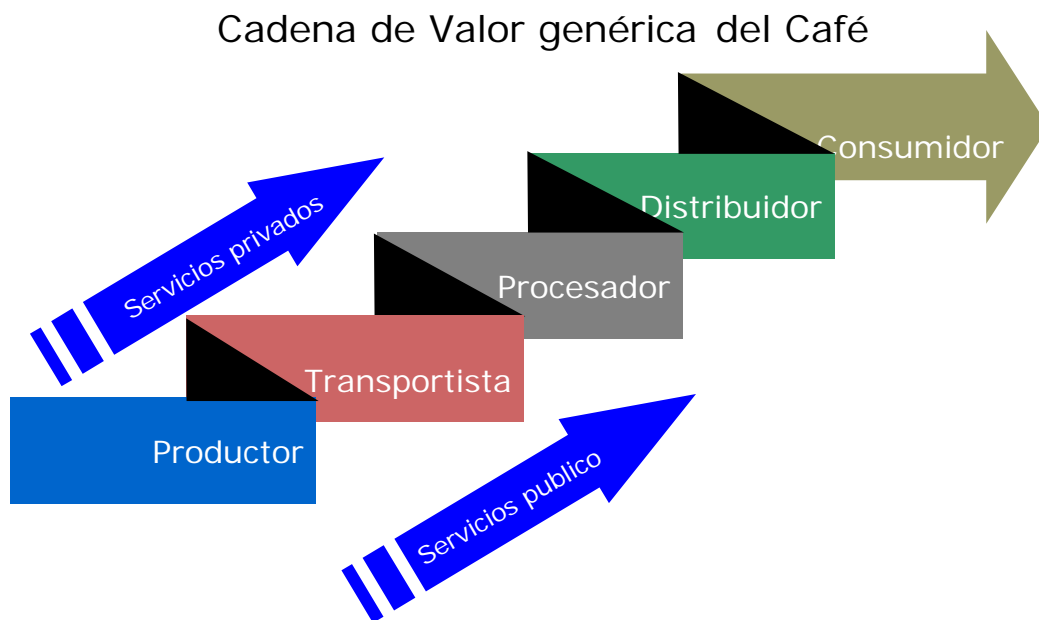 Cadena de Valor genérica del Café
Consumidor
Distribuidor
Servicios privados
Procesador
Transportista
Productor
Servicios publico